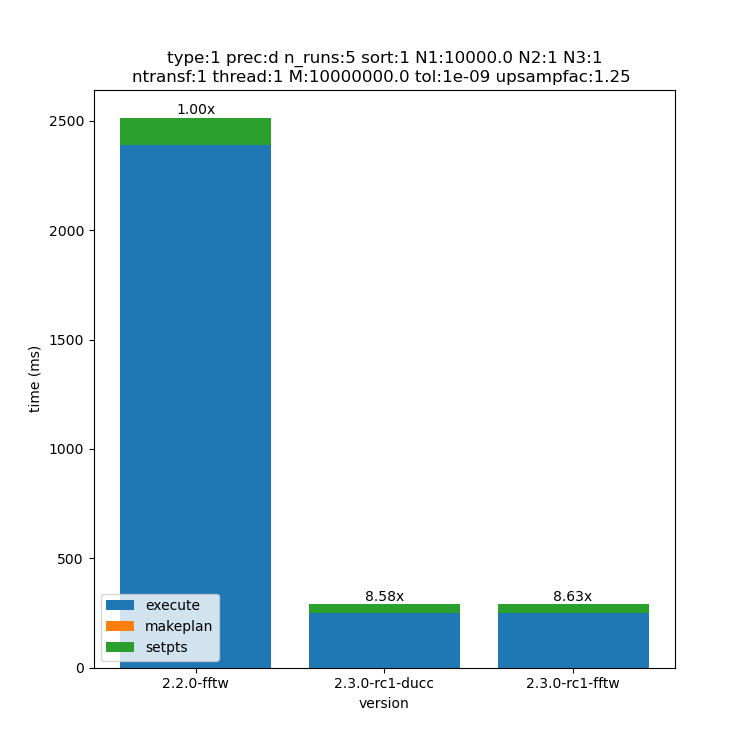 type:1 prec:d n_runs:5 sort:1 N1:10000.0 N2:1 N3:1
ntransf:1 thread:1 M:10000000.0 tol:1e-09 upsampfac:1.25
time (ms)
2500
2000
1500
1000
500
0
1.00x
8.58x
8.63x
execute
makeplan
setpts
2.2.0-fftw
2.3.0-rc1-ducc
2.3.0-rc1-fftw
version